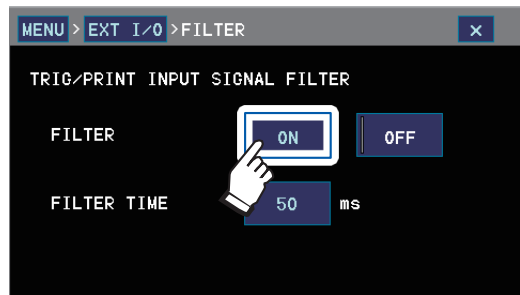 MENU > EXT I/O >FILTER ×
TRIG/PRINT INPUT SIGNAL FILTER
FILTER ON OFF
FILTER TIME 50 ms